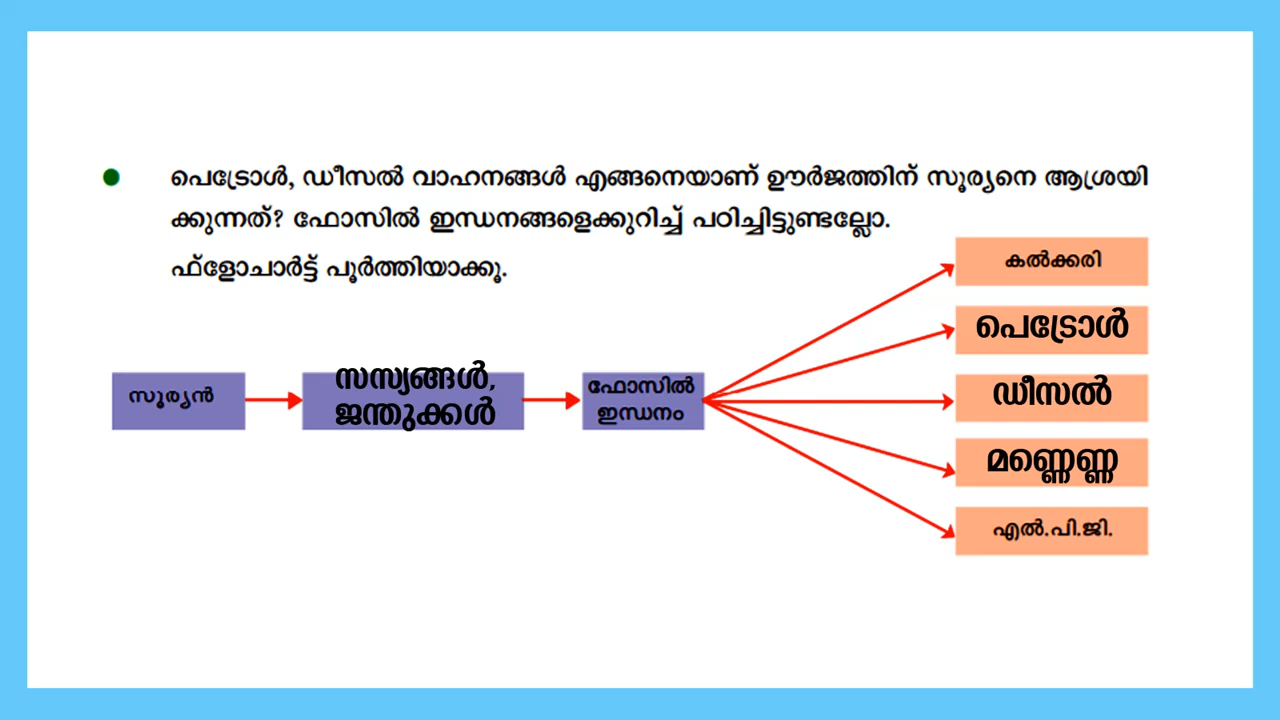 പെട്രോൾ, ഡീസൽ വാഹനങ്ങൾ എങ്ങനെയാണ് ഊർജത്തിന് സൂര്യനെ ആശ്രയി
ക്കുന്നത്? ഫോസിൽ ഇന്ധനങ്ങളെക്കുറിച്ച് പഠിച്ചിട്ടുണ്ടല്ലോ.
ഫ്ളോചാർട്ട് പൂർത്തിയാക്കൂ.
സൂര്യൻ
സസ്യങ്ങൾ,
ജന്തുക്കൾ
ഫോസിൽ
ഇന്ധനം
കൽക്കരി
പെട്രോൾ
ഡീസൽ
മണ്ണെണ്ണ
എൽ.പി.ജി.